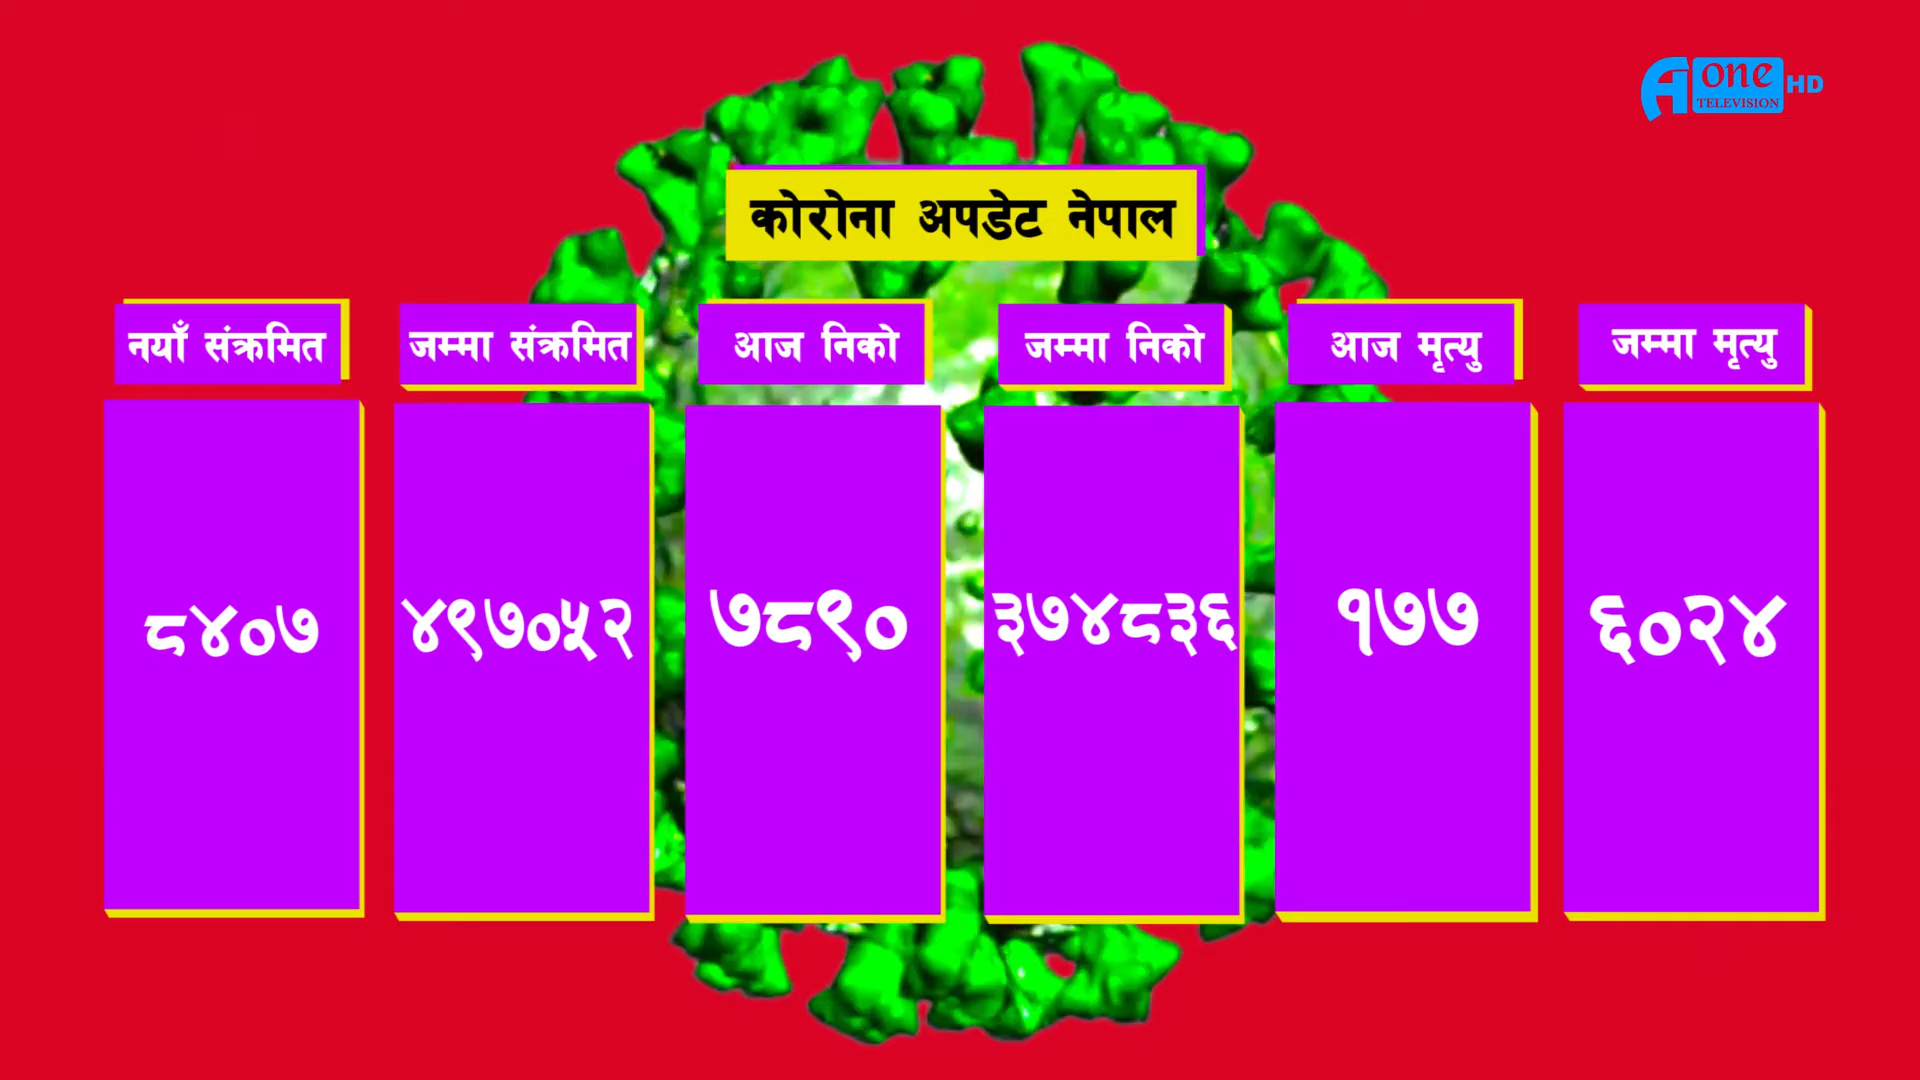 A one HD
TELEVISION
कोरोना अपडेट नेपाल
नयाँ संक्रमित
जम्मा संक्रमित
आज निको
जम्मा निको
आज मृत्यु
जम्मा मृत्यु
८४०७
४९७०५२
७८९०
३७४८३६
१७७
६०२४